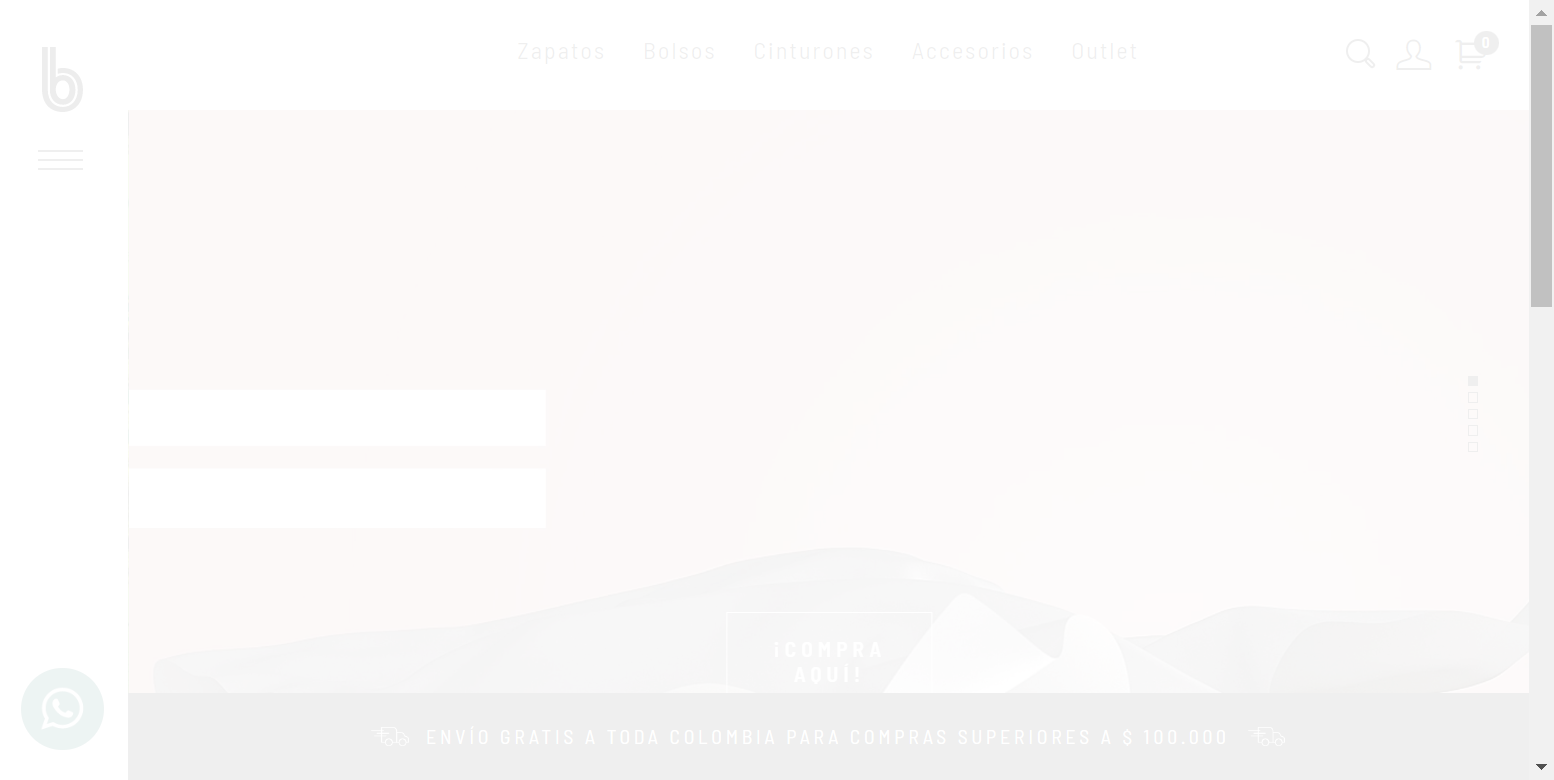 b
Zapatos Bolsos Cinturones Accesorios Outlet
0
¡COMPRA
AQUÍ!
ENVÍO GRATIS A TODA COLOMBIA PARA COMPRAS SUPERIORES A $ 100.000